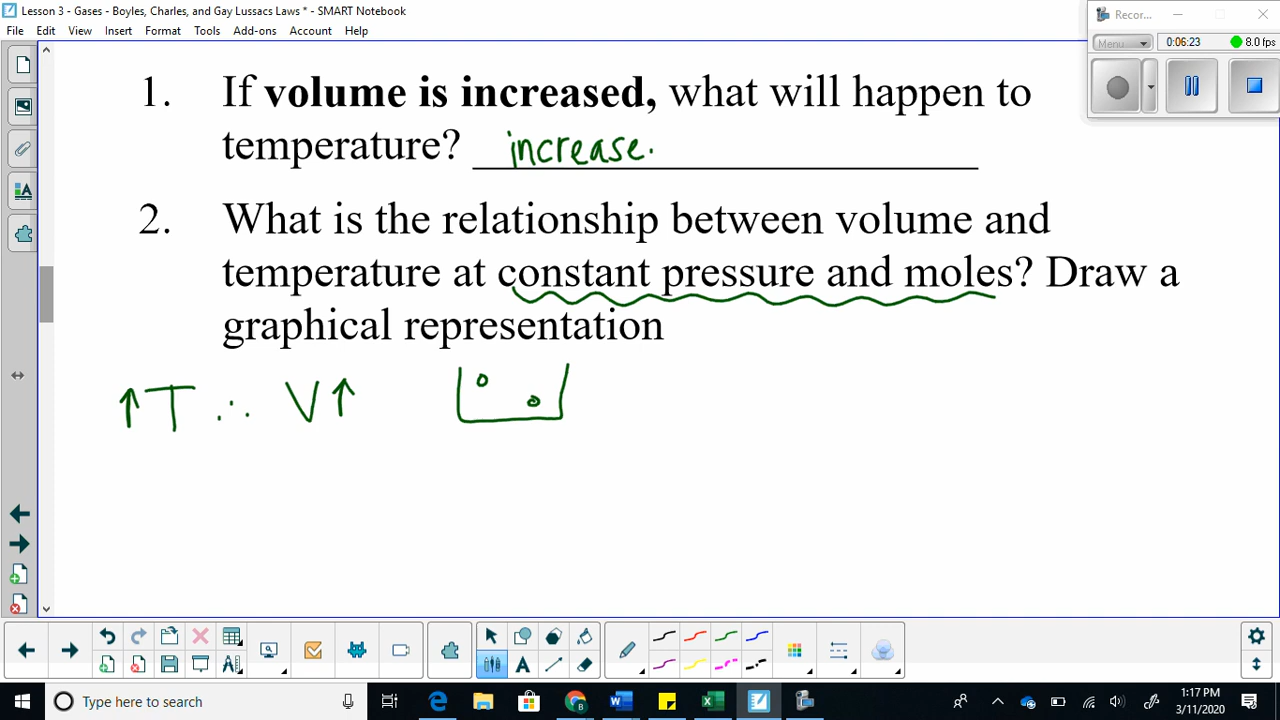 Lesson 3 - Gases - Boyles, Charles, and Gay Lussacs Laws * - SMART Notebook
File Edit View Insert Format Tools Add-ons Account Help
Recor...
Menu
0:06:23
8.0 fps
1. If volume is increased, what will happen to
temperature? increase.
2. What is the relationship between volume and
temperature at constant pressure and moles? Draw a
graphical representation
↑T ∴ V↑
Type here to search
1:17 PM
3/11/2020